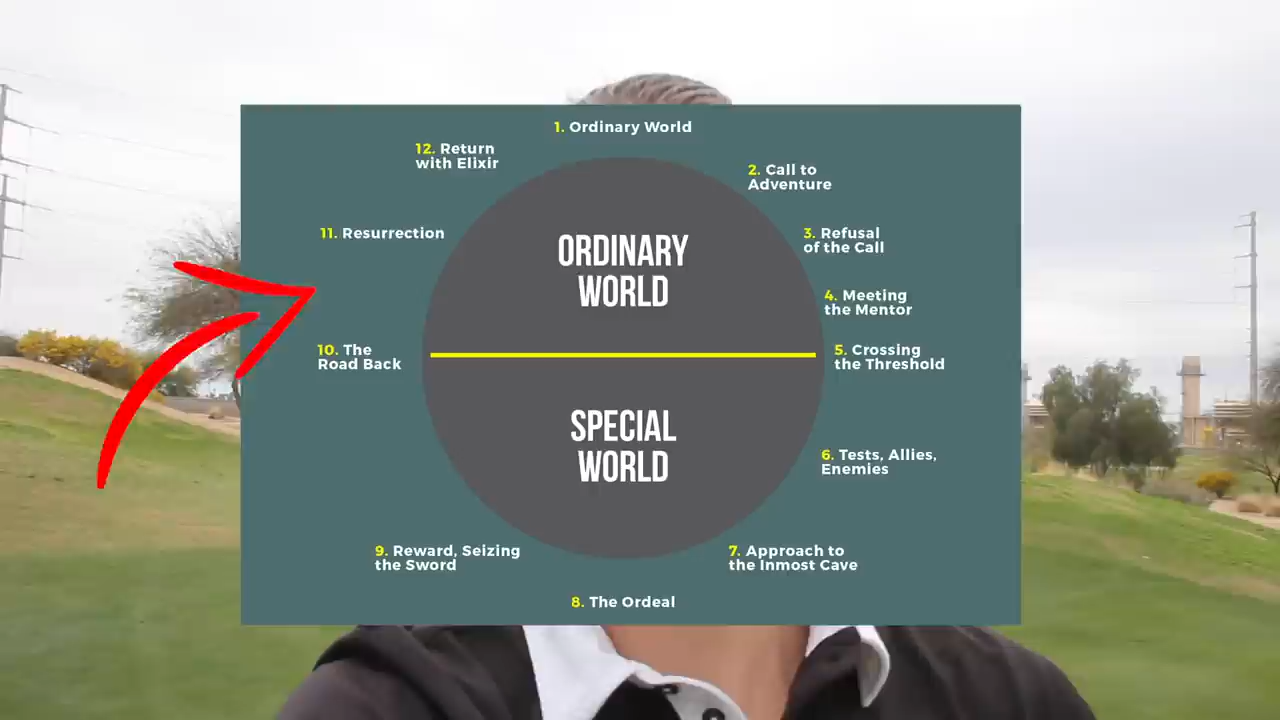 1. Ordinary World
2. Call to
Adventure
3. Refusal
of the Call
4. Meeting
the Mentor
5. Crossing
the Threshold
6. Tests, Allies,
Enemies
7. Approach to
the Inmost Cave
8. The Ordeal
9. Reward, Seizing
the Sword
10. The
Road Back
11. Resurrection
12. Return
with Elixir
ORDINARY
WORLD
SPECIAL
WORLD